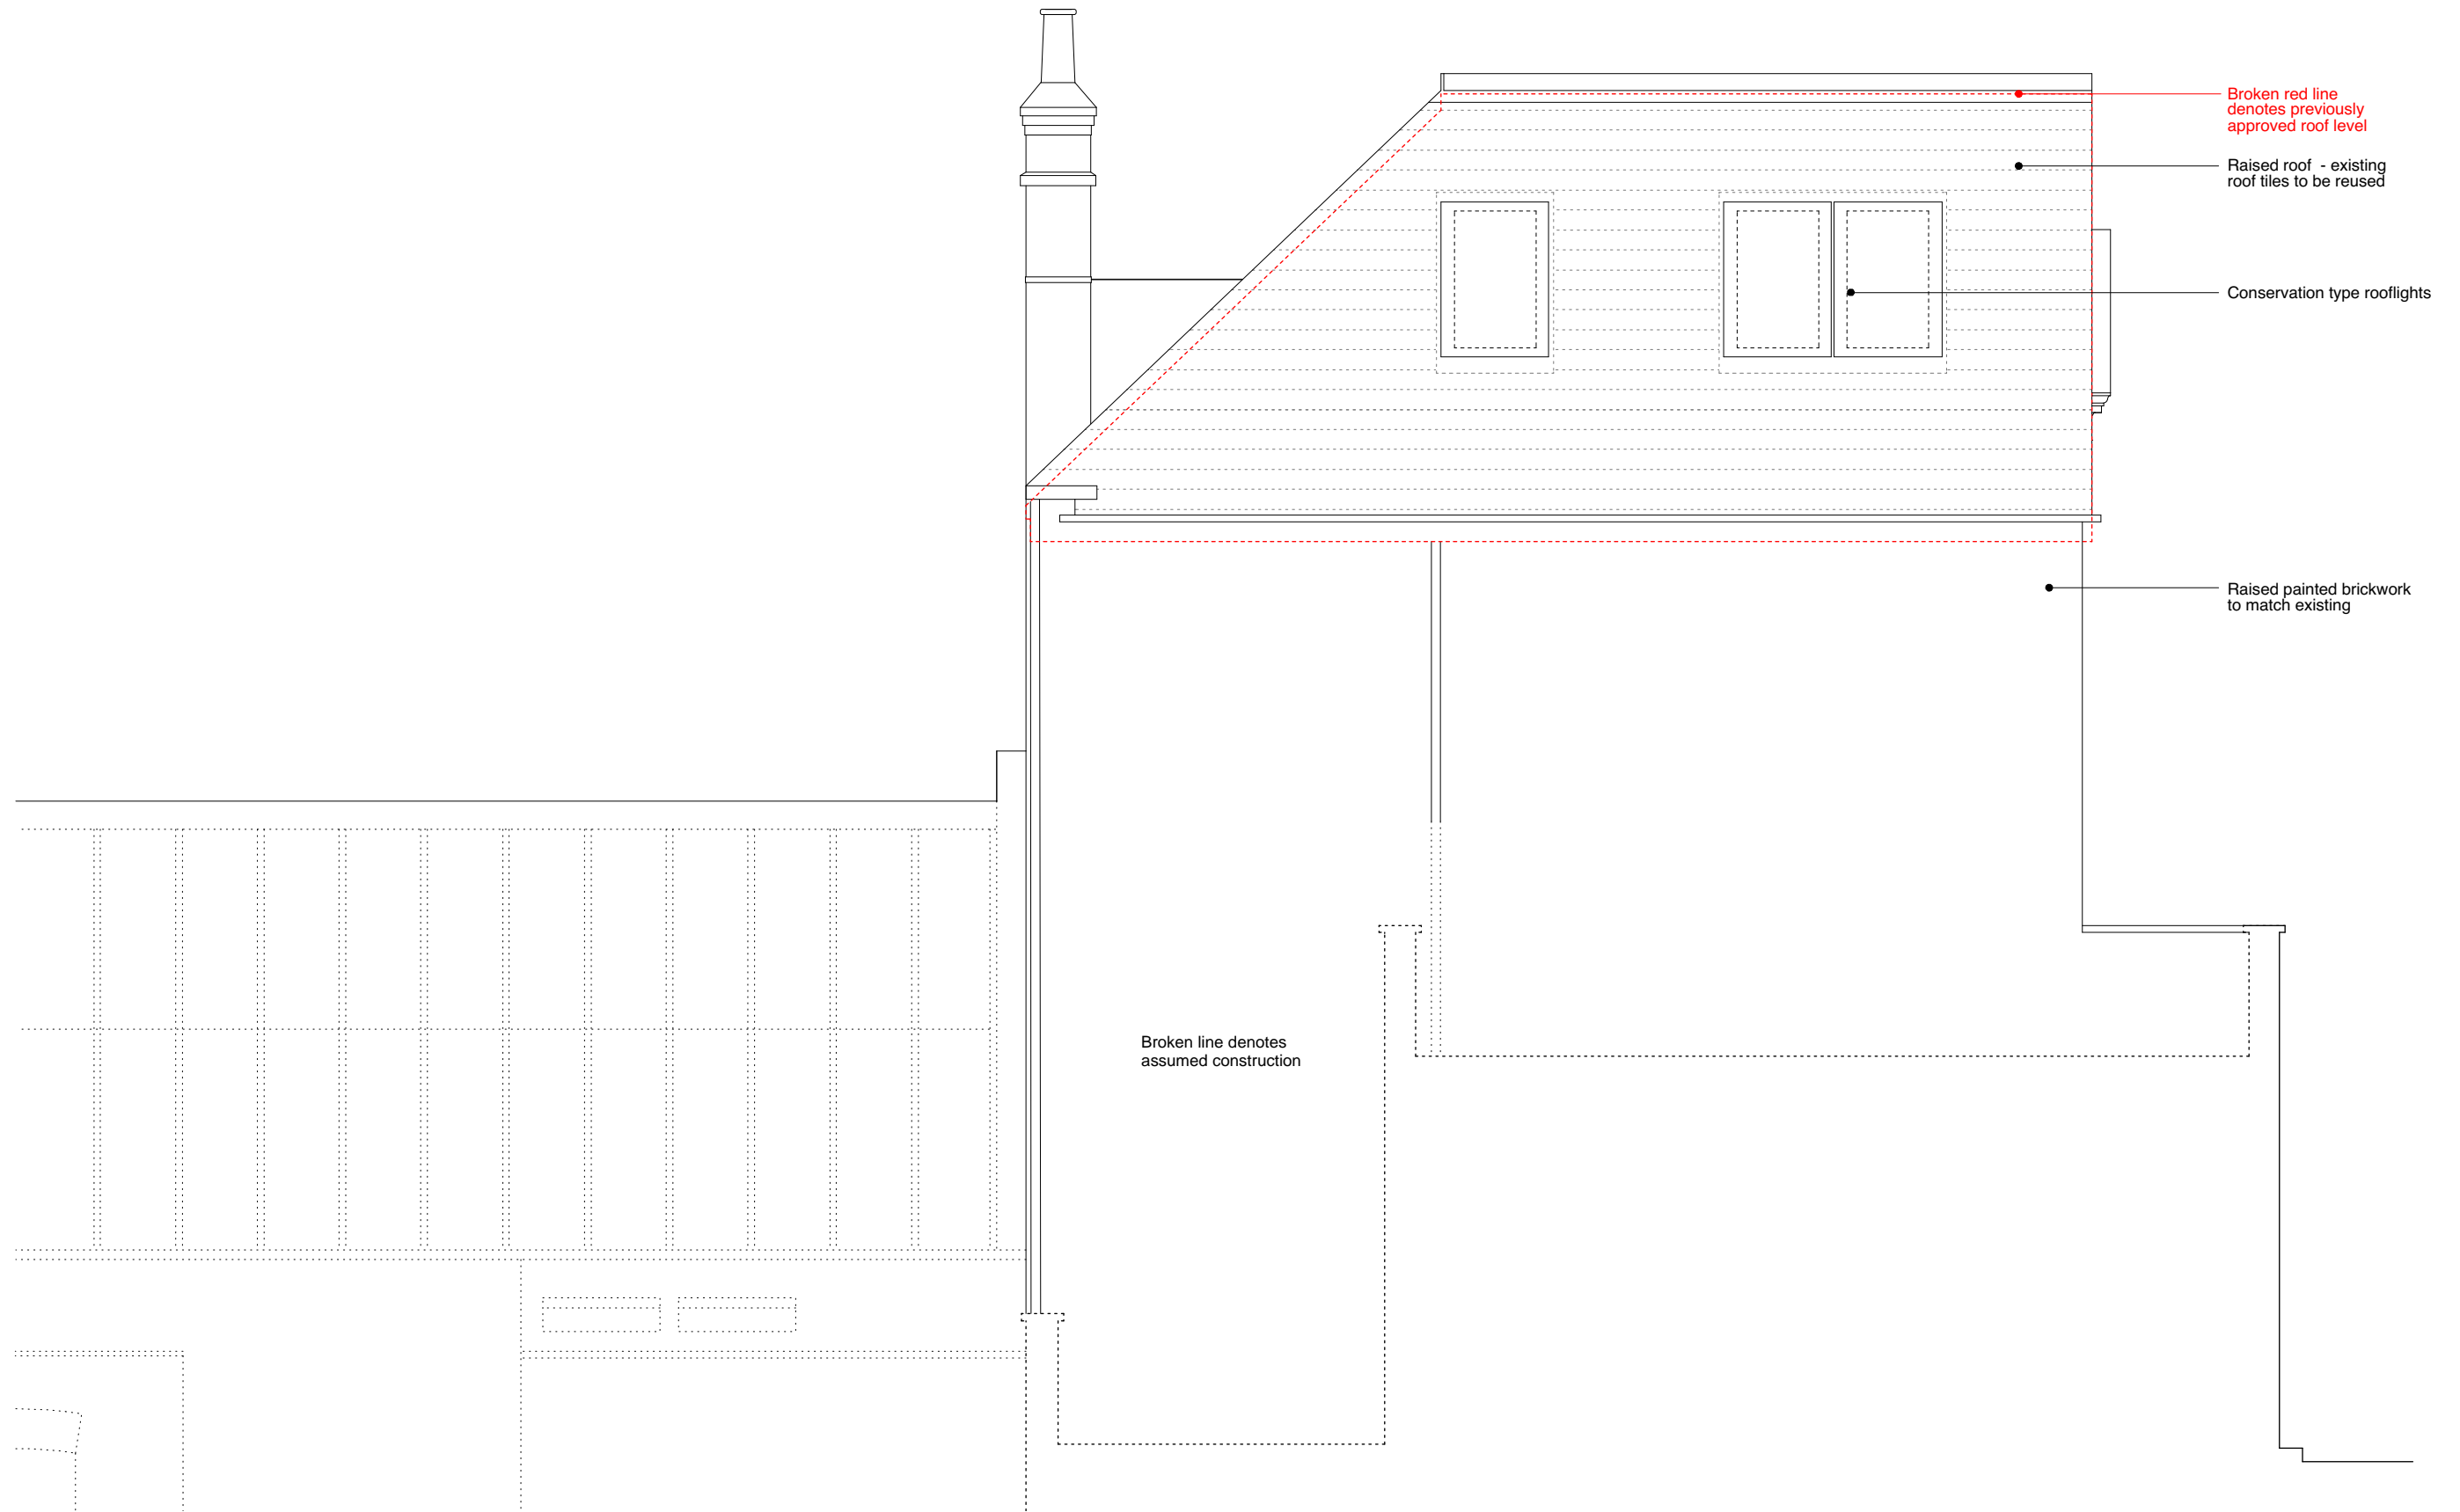 Broken red line
denotes previously
approved roof level
Raised roof  - existing
roof tiles to be reused
Conservation type rooflights
Raised painted brickwork
to match existing
Broken line denotes
assumed construction